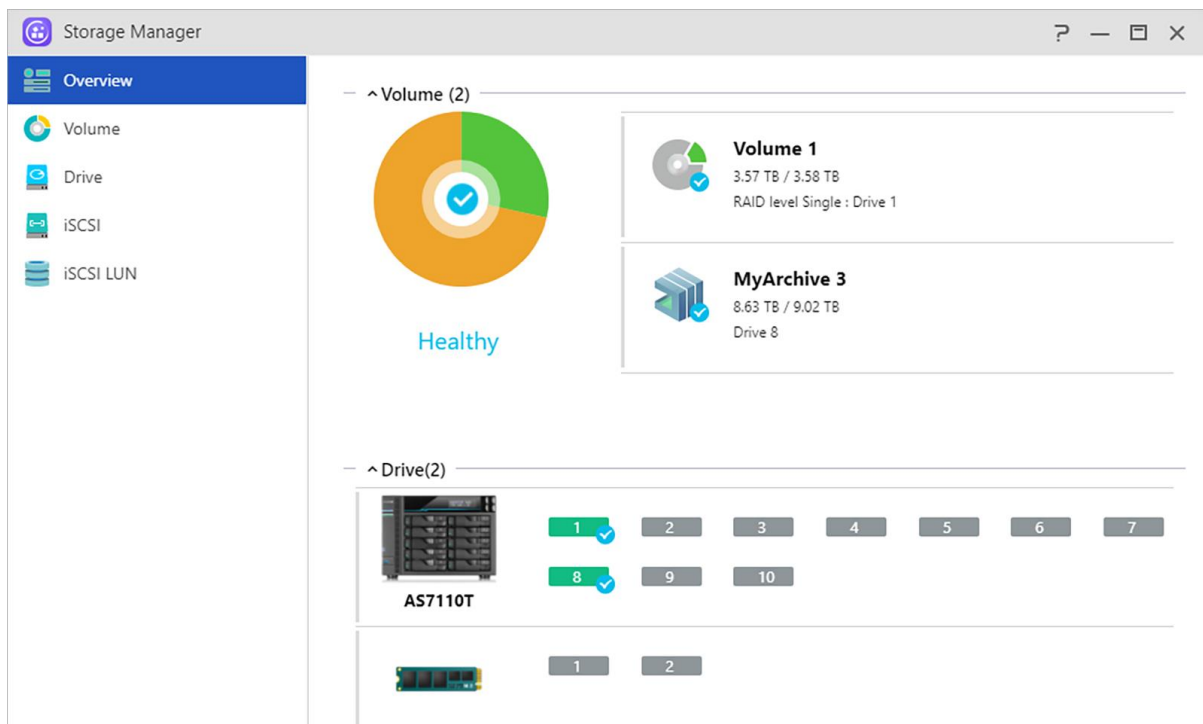 Storage Manager
Overview
Volume
Drive
iSCSI
iSCSI LUN
Volume (2)
Healthy
Volume 1
3.57 TB / 3.58 TB
RAID level Single : Drive 1
MyArchive 3
8.63 TB / 9.02 TB
Drive 8
Drive(2)
AS7110T
1 2 3 4 5 6 7
8 9 10
1 2